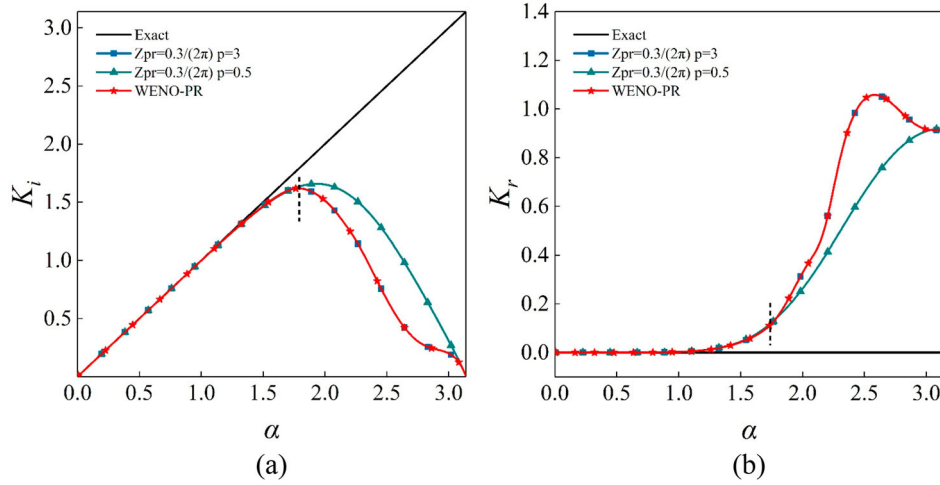 Exact
Zpr=0.3/(2π) p=3
Zpr=0.3/(2π) p=0.5
WENO-PR
K_i
3.0
2.5
2.0
1.5
1.0
0.5
0.0 0.5 1.0 1.5 2.0 2.5 3.0
α
(a)
Exact
Zpr=0.3/(2π) p=3
Zpr=0.3/(2π) p=0.5
WENO-PR
K_r
1.4
1.2
1.0
0.8
0.6
0.4
0.2
0.0
0.0 0.5 1.0 1.5 2.0 2.5 3.0
α
(b)